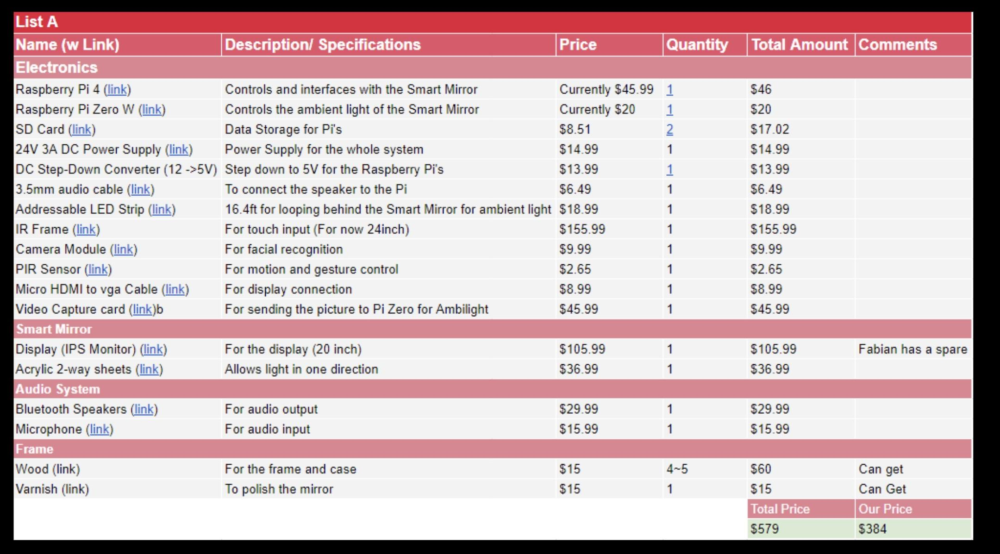 List A
Name (w Link) Description/ Specifications Price Quantity Total Amount Comments
Electronics
Raspberry Pi 4 (link) Controls and interfaces with the Smart Mirror Currently $45.99 1 $46
Raspberry Pi Zero W (link) Controls the ambient light of the Smart Mirror Currently $20 1 $20
SD Card (link) Data Storage for Pi's $8.51 2 $17.02
24V 3A DC Power Supply (link) Power Supply for the whole system $14.99 1 $14.99
DC Step-Down Converter (12 ->5V) Step down to 5V for the Raspberry Pi's $13.99 1 $13.99
3.5mm audio cable (link) To connect the speaker to the Pi $6.49 1 $6.49
Addressable LED Strip (link) 16.4ft for looping behind the Smart Mirror for ambient light $18.99 1 $18.99
IR Frame (link) For touch input (For now 24inch) $155.99 1 $155.99
Camera Module (link) For facial recognition $9.99 1 $9.99
PIR Sensor (link) For motion and gesture control $2.65 1 $2.65
Micro HDMI to vga Cable (link) For display connection $8.99 1 $8.99
Video Capture card (link)b For sending the picture to Pi Zero for Ambilight $45.99 1 $45.99
Smart Mirror
Display (IPS Monitor) (link) For the display (20 inch) $105.99 1 $105.99 Fabian has a spare
Acrylic 2-way sheets (link) Allows light in one direction $36.99 1 $36.99
Audio System
Bluetooth Speakers (link) For audio output $29.99 1 $29.99
Microphone (link) For audio input $15.99 1 $15.99
Frame
Wood (link) For the frame and case $15 4~5 $60 Can get
Varnish (link) To polish the mirror $15 1 $15 Can Get
Total Price Our Price
$579 $384